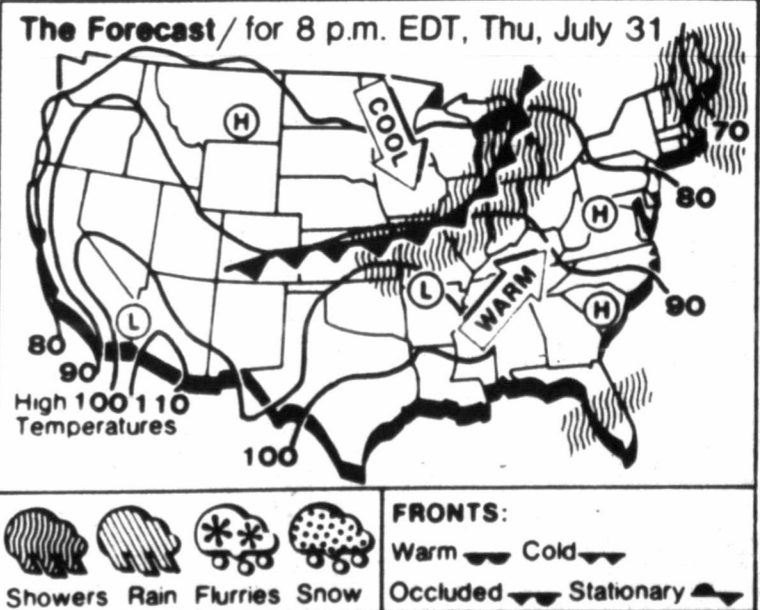 The Forecast / for 8 p.m. EDT, Thu, July 31
H
COOL
70
80
H
L
WARM
H
90
L
80
90
High 100 110
Temperatures
100
FRONTS:
Warm Cold
Showers Rain Flurries Snow
Occluded Stationary